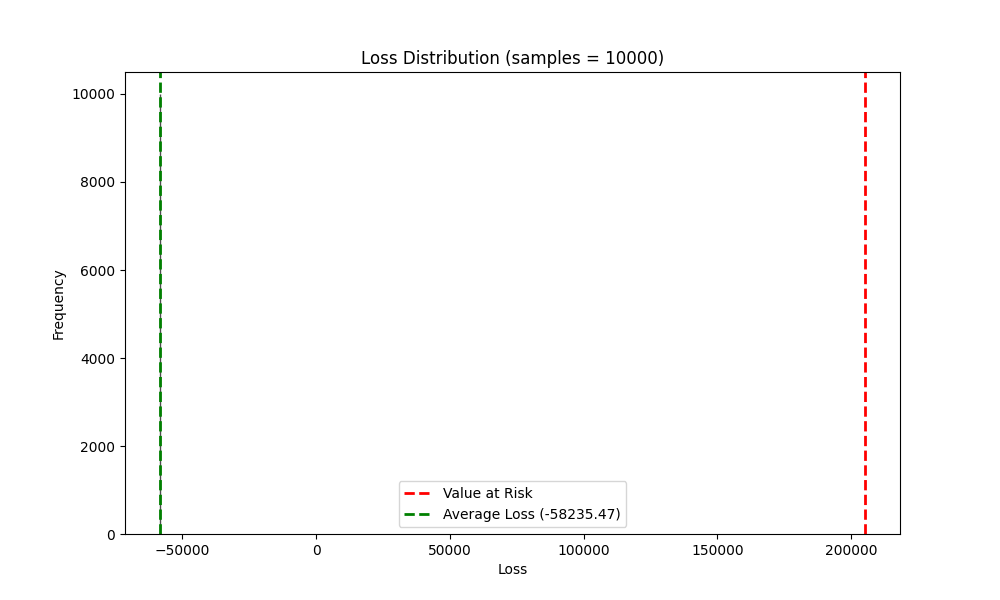 Loss Distribution (samples = 10000)
10000
8000
6000
4000
2000
0
Frequency
Value at Risk
Average Loss (-58235.47)
−50000 0 50000 100000 150000 200000
Loss